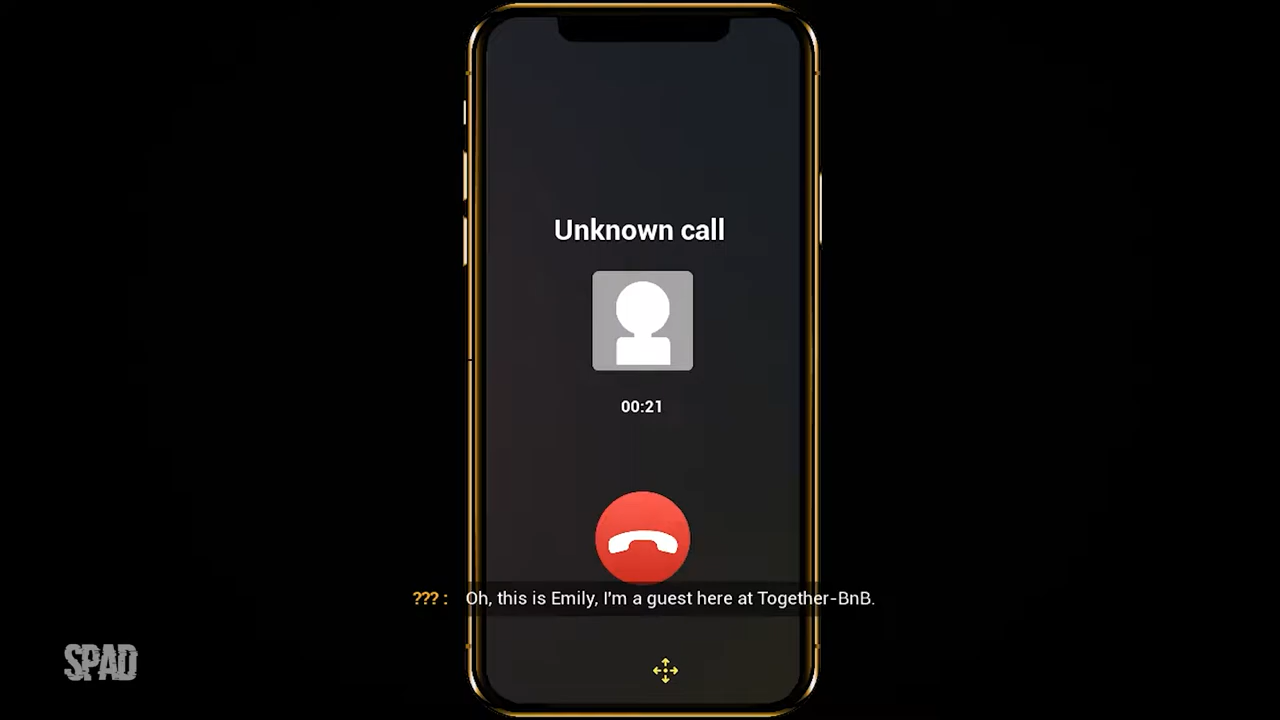 Unknown call
00:21
??? : Oh, this is Emily, I'm a guest here at Together-BnB.
SPAD